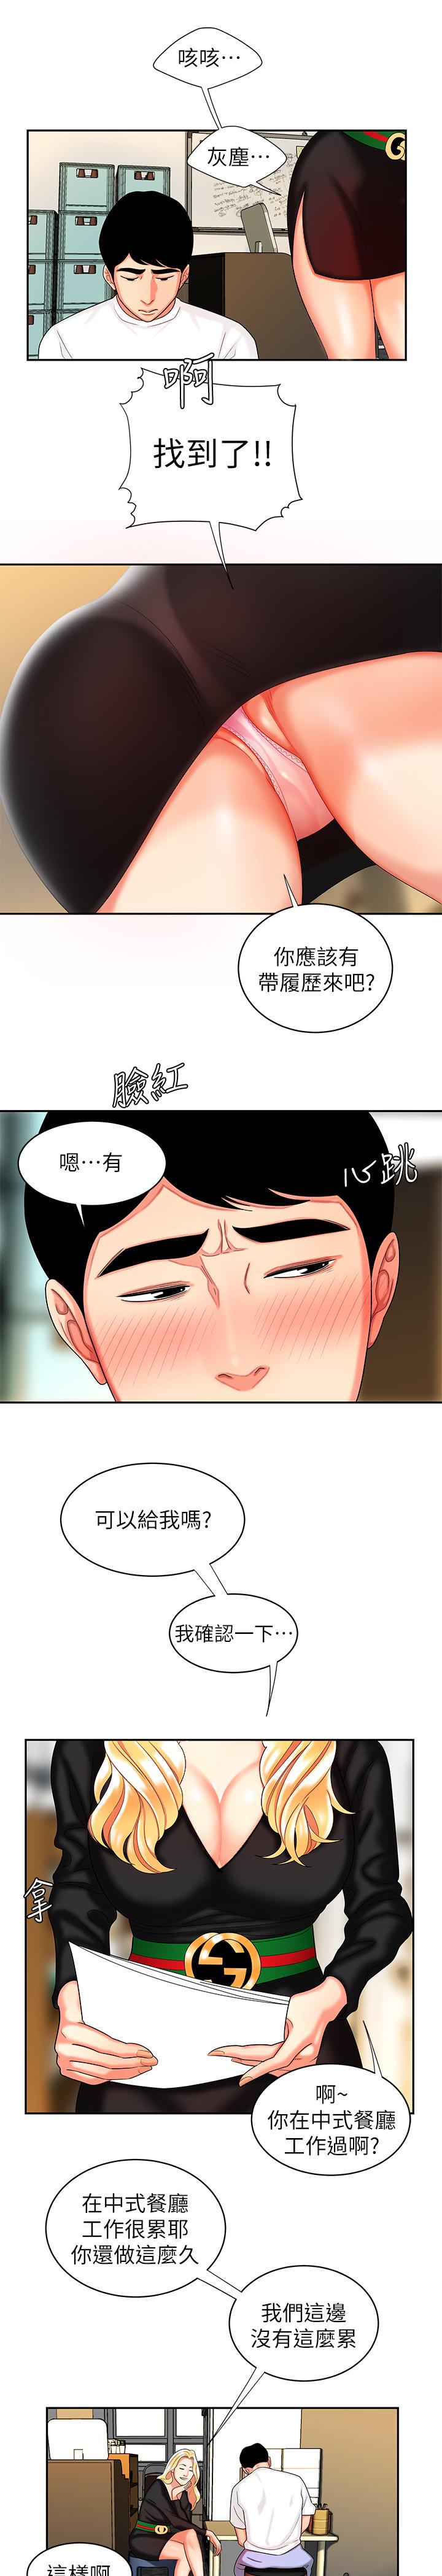 咳咳⋯
灰塵⋯
啊
找到了!!
你應該有
帶履歷來吧?
臉紅
嗯⋯有
心跳
可以給我嗎?
我確認一下⋯
拿
啊~
你在中式餐廳
工作過啊?
在中式餐廳
工作很累耶
你還做這麼久
我們這邊
沒有這麼累
這樣啊